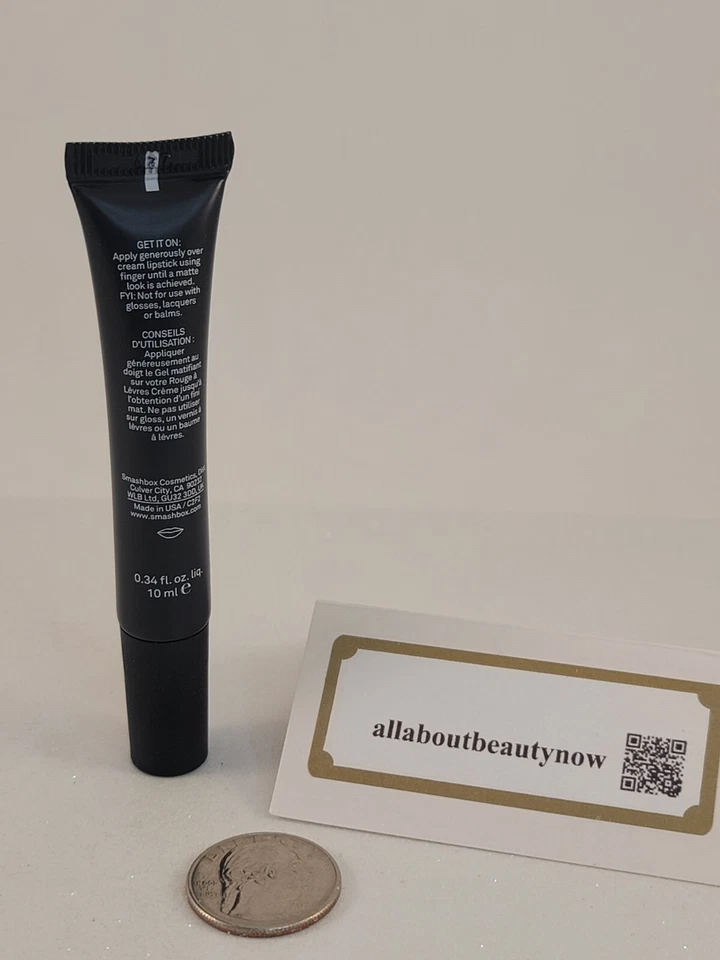 GET IT ON:
Apply generously over
cream lipstick using
finger until a matte
look is achieved.
FYI: Not for use with
glosses, lacquers
or balms.
CONSEILS
D'UTILISATION:
Appliquer
généreusement au
doigt le Gel matifiant
sur votre Rouge à
Lèvres Crème jusqu'à
l'obtention d'un fini
mat. Ne pas utiliser
sur gloss, un vernis à
lèvres ou un baume
à lèvres.
Smashbox Cosmetics,
Culver City, CA 90232
WLB Ltd, GU32 3DD, UK
Made in USA / C2F2
www.smashbox.com
0.34 fl. oz. liq.
10 ml e
allaboutbeautynow